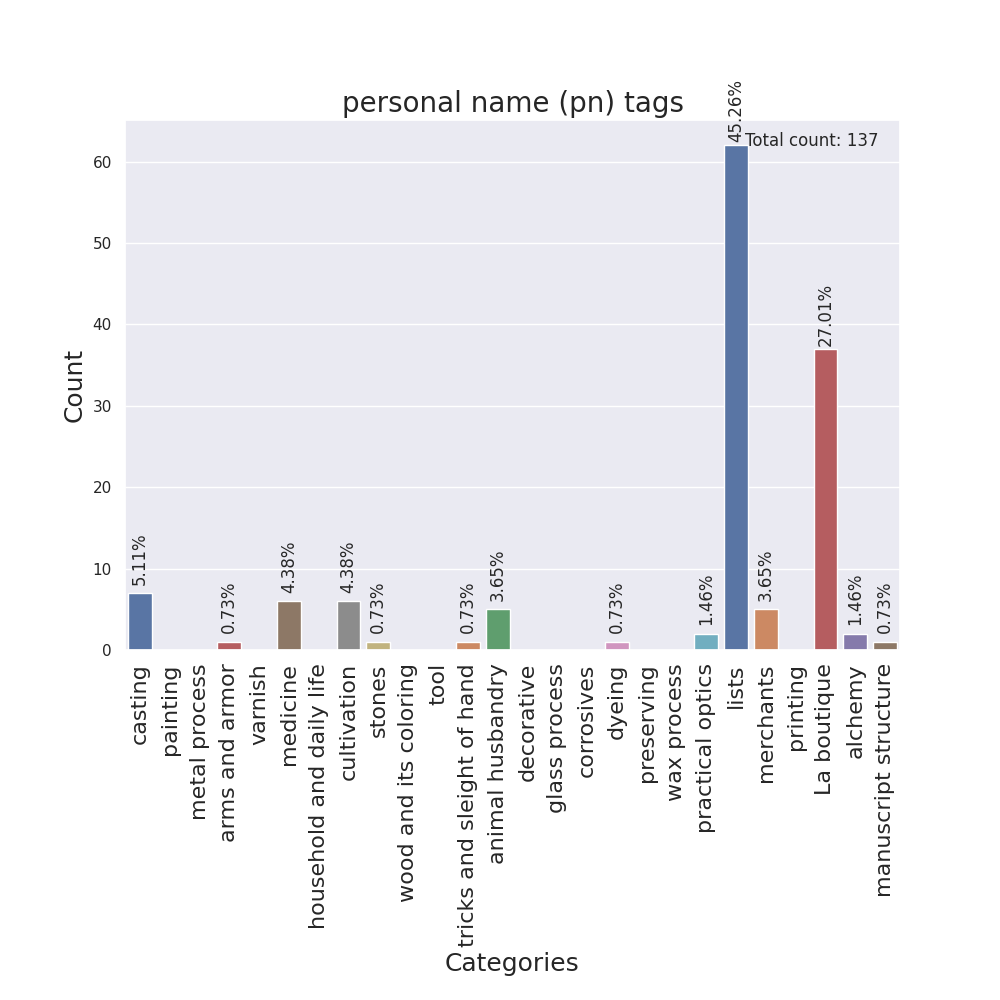 personal name (pn) tags
Total count: 137
Count
60
50
40
30
20
10
0
5.11%
0.73%
4.38%
4.38%
0.73%
0.73%
3.65%
0.73%
1.46%
45.26%
3.65%
27.01%
1.46%
0.73%
casting
painting
metal process
arms and armor
varnish
medicine
household and daily life
cultivation
stones
wood and its coloring
tool
tricks and sleight of hand
animal husbandry
decorative
glass process
corrosives
dyeing
preserving
wax process
practical optics
lists
merchants
printing
La boutique
alchemy
manuscript structure
Categories